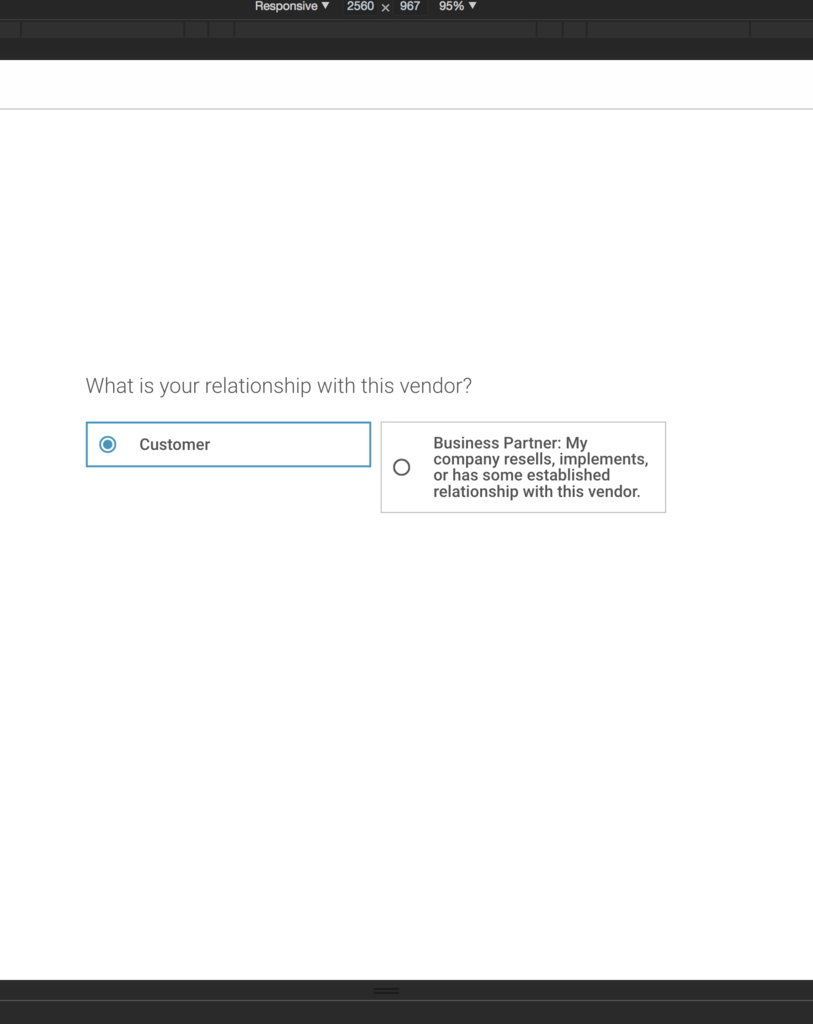 Responsive ▼ 2560 x 967 95% ▼
What is your relationship with this vendor?
Customer
Business Partner: My
company resells, implements,
or has some established
relationship with this vendor.